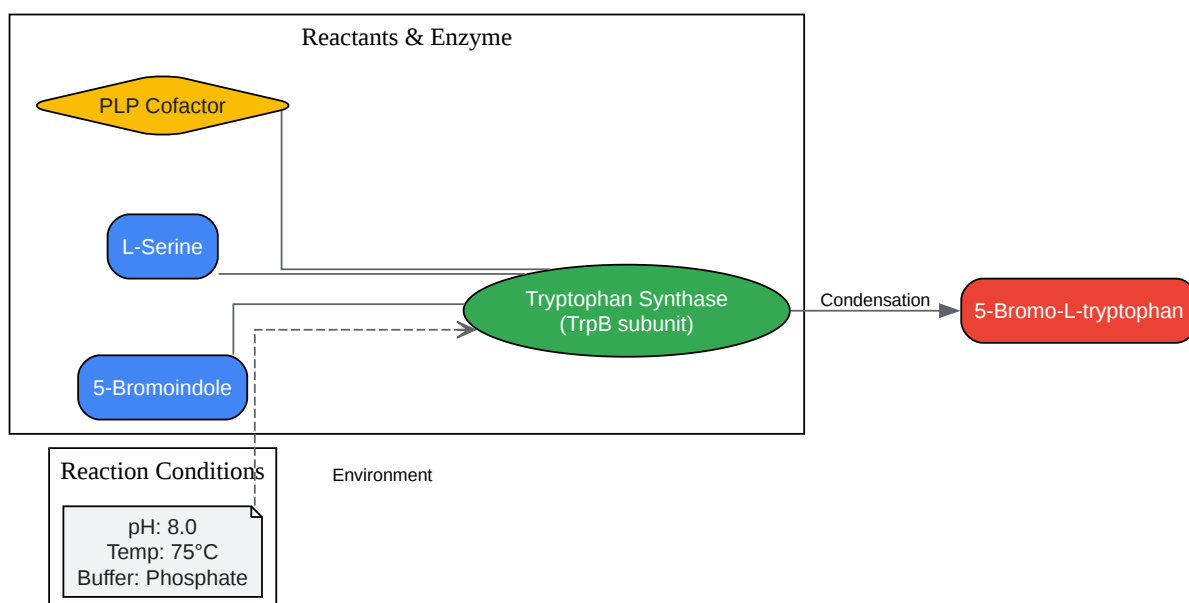 Reactants & Enzyme
PLP Cofactor
L-Serine
5-Bromoindole
Tryptophan Synthase
(TrpB subunit)
Condensation
5-Bromo-L-tryptophan
Reaction Conditions
Environment
pH: 8.0
Temp: 75°C
Buffer: Phosphate